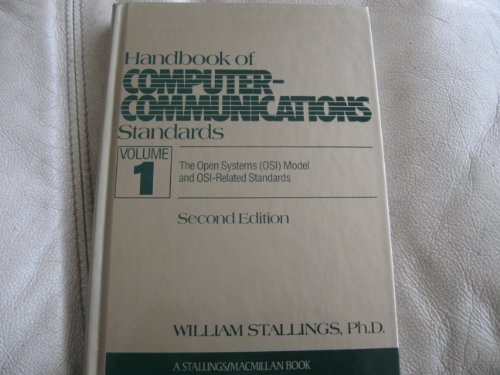 Handbook of
COMPUTER-
COMMUNICATIONS
Standards
VOLUME
1
The Open Systems (OSI) Model
and OSI-Related Standards
Second Edition
WILLIAM STALLINGS, Ph.D.
A STALLINGS/MACMILLAN BOOK